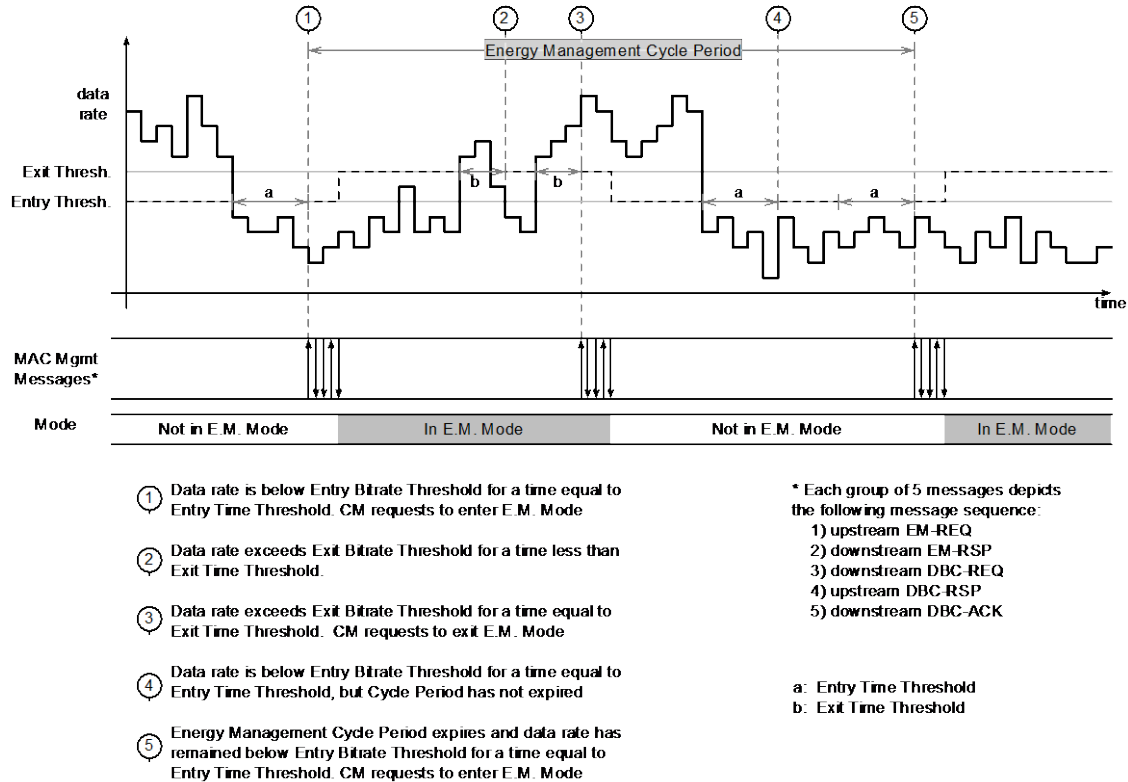 1 2 3 4 5
Energy Management Cycle Period
data
rate
Exit Thresh.
Entry Thresh.
a
b
b
a
a
time
MAC Mgmt
Messages*
Mode
Not in E.M. Mode
In E.M. Mode
Not in E.M. Mode
In E.M. Mode
1 Data rate is below Entry Bitrate Threshold for a time equal to
Entry Time Threshold. CM requests to enter E.M. Mode
2 Data rate exceeds Exit Bitrate Threshold for a time less than
Exit Time Threshold.
3 Data rate exceeds Exit Bitrate Threshold for a time equal to
Exit Time Threshold. CM requests to exit E.M. Mode
4 Data rate is below Entry Bitrate Threshold for a time equal to
Entry Time Threshold, but Cycle Period has not expired
5 Energy Management Cycle Period expires and data rate has
remained below Entry Bitrate Threshold for a time equal to
Entry Time Threshold. CM requests to enter E.M. Mode
* Each group of 5 messages depicts
the following message sequence:
1) upstream EM-REQ
2) downstream EM-RSP
3) downstream DBC-REQ
4) upstream DBC-RSP
5) downstream DBC-ACK
a: Entry Time Threshold
b: Exit Time Threshold